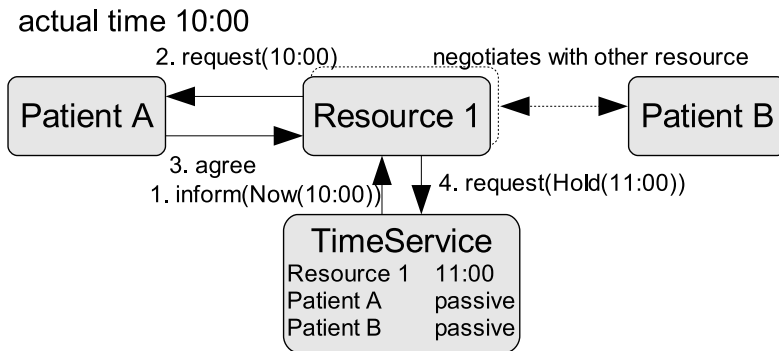 actual time 10:00
2. request(10:00)
negotiates with other resource
Patient A
Resource 1
Patient B
3. agree
1. inform(Now(10:00))
4. request(Hold(11:00))
TimeService
Resource 1 11:00
Patient A passive
Patient B passive